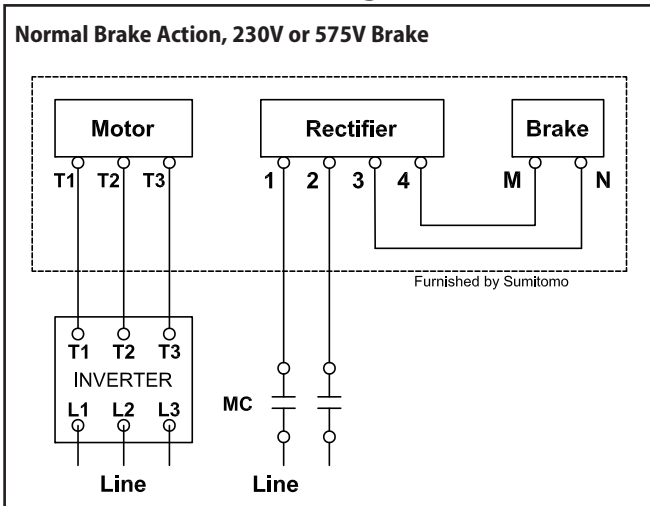 Normal Brake Action, 230V or 575V Brake
Motor Rectifier Brake
T1 T2 T3 1 2 3 4 M N
Furnished by Sumitomo
T1 T2 T3
INVERTER
MC
L1 L2 L3
Line Line